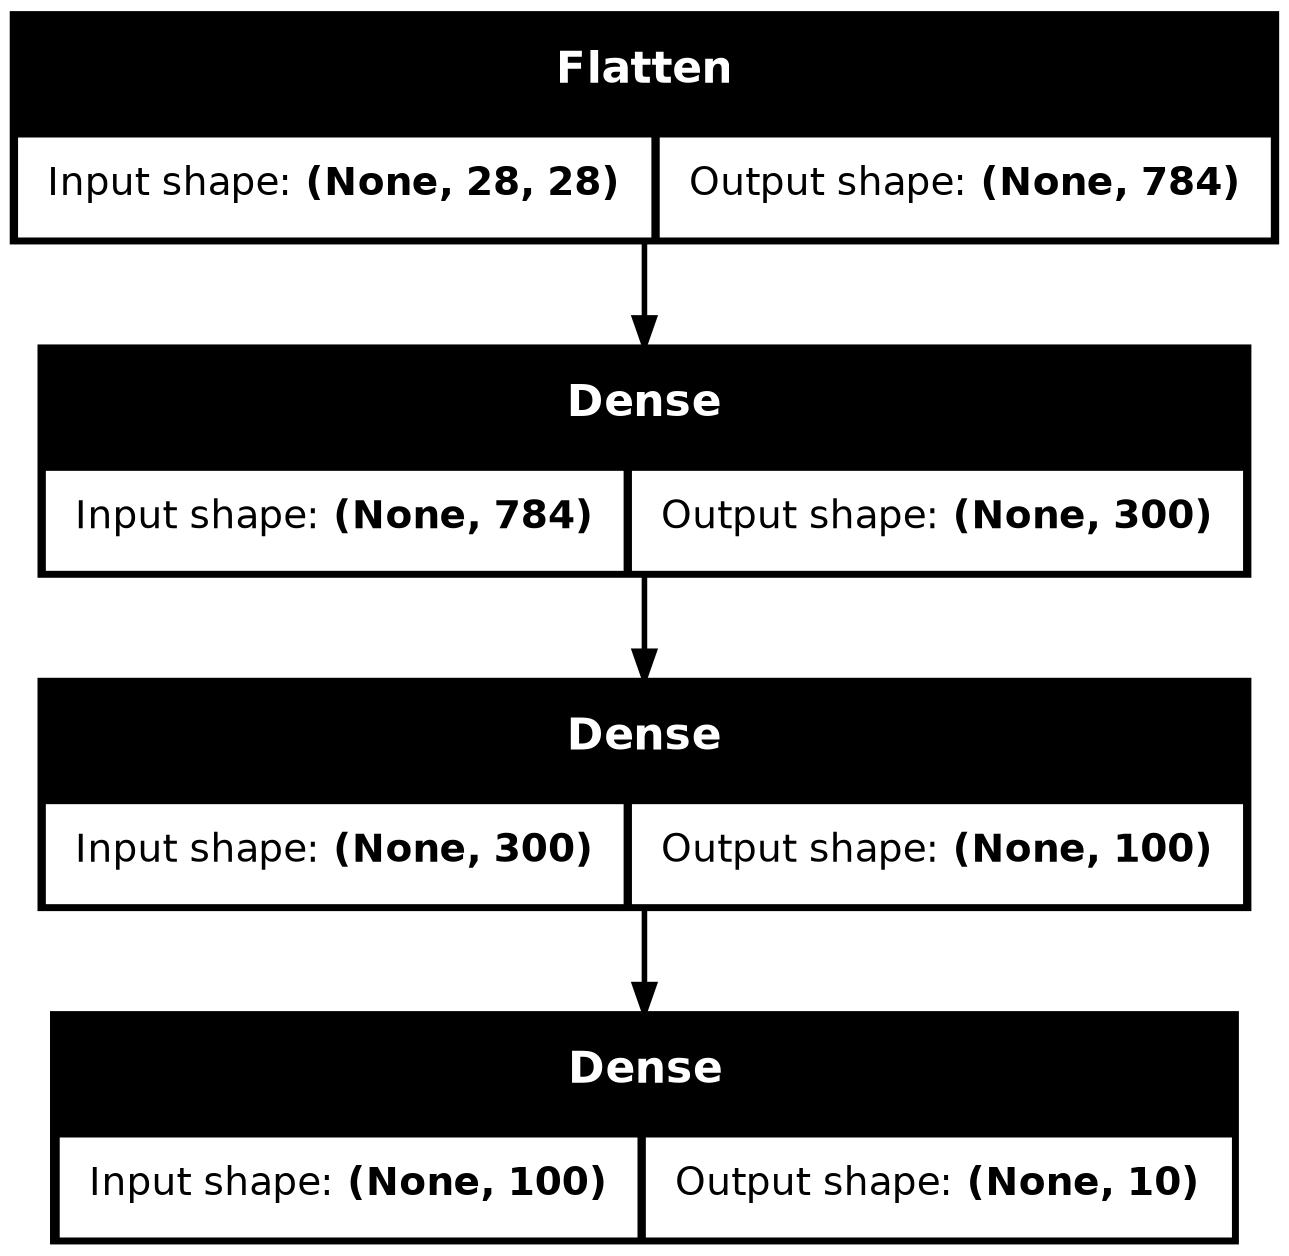 Flatten
Input shape: (None, 28, 28) Output shape: (None, 784)
Dense
Input shape: (None, 784) Output shape: (None, 300)
Dense
Input shape: (None, 300) Output shape: (None, 100)
Dense
Input shape: (None, 100) Output shape: (None, 10)